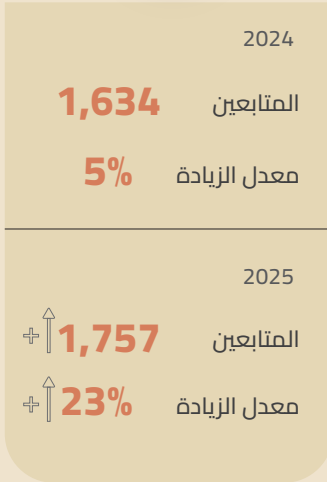 2024
المتابعين 1,634
معدل الزيادة 5%
2025
المتابعين 1,757 +
معدل الزيادة 23% +